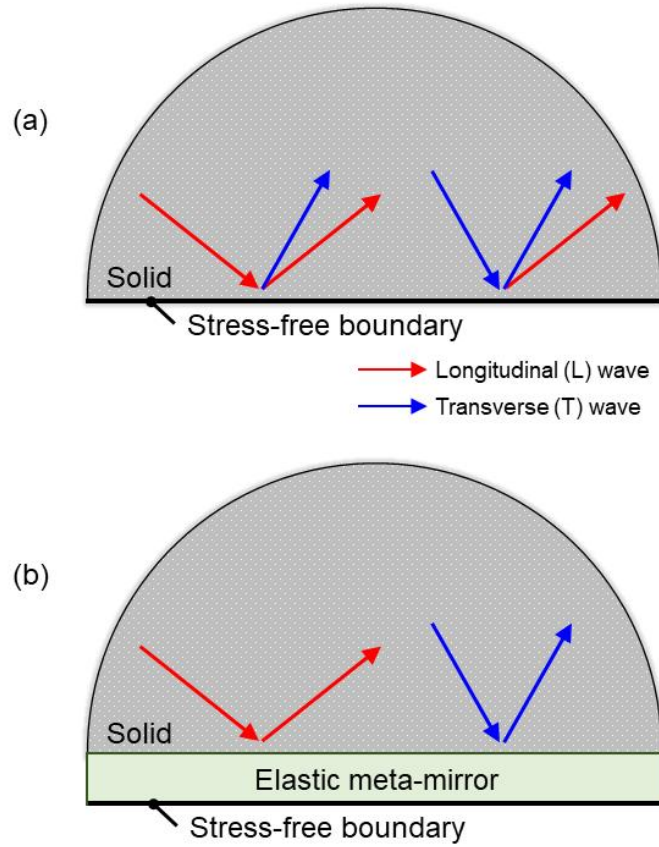 (a)
Solid
Stress-free boundary
Longitudinal (L) wave
Transverse (T) wave
(b)
Solid
Elastic meta-mirror
Stress-free boundary